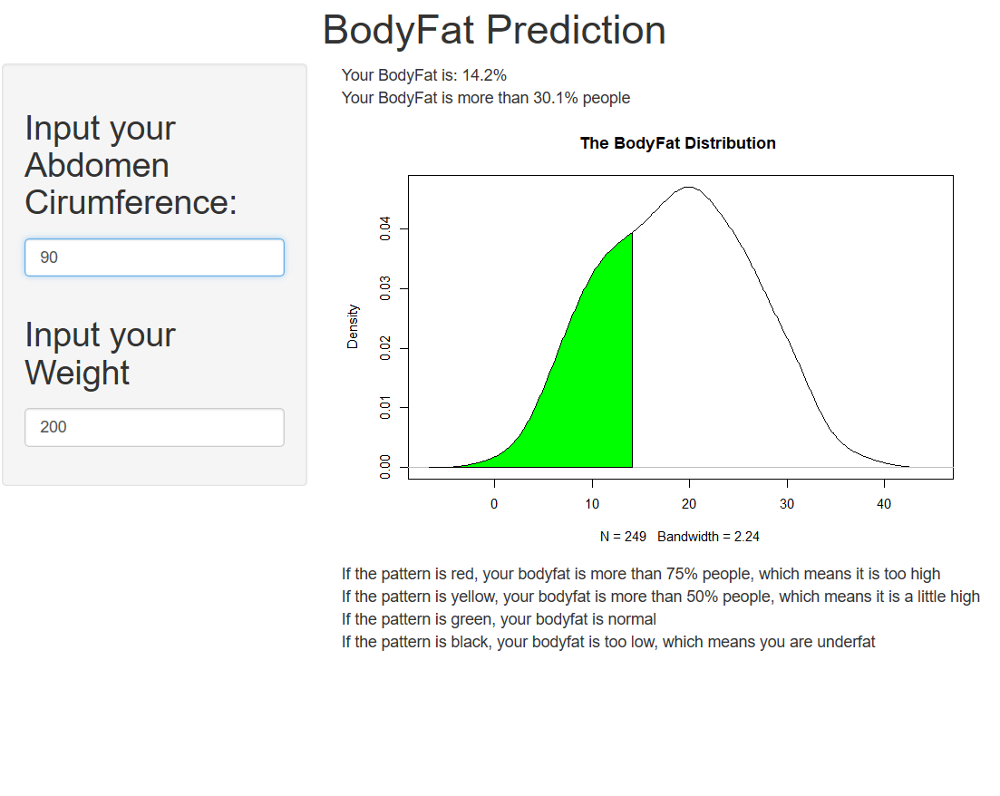 BodyFat Prediction
Input your
Abdomen
Cirumference:
90
Input your
Weight
200
Your BodyFat is: 14.2%
Your BodyFat is more than 30.1% people
The BodyFat Distribution
Density
0.00
0.01
0.02
0.03
0.04
0
10
20
30
40
N = 249 Bandwidth = 2.24
If the pattern is red, your bodyfat is more than 75% people, which means it is too high
If the pattern is yellow, your bodyfat is more than 50% people, which means it is a little high
If the pattern is green, your bodyfat is normal
If the pattern is black, your bodyfat is too low, which means you are underfat